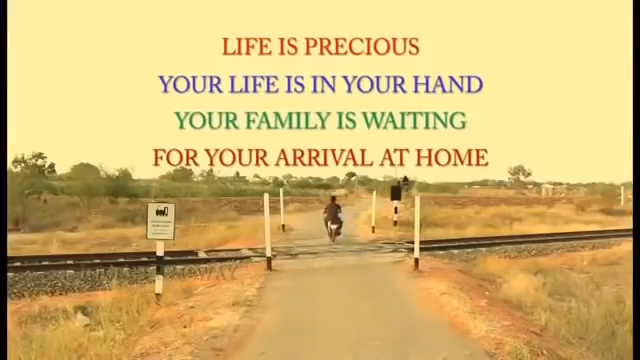 LIFE IS PRECIOUS
YOUR LIFE IS IN YOUR HAND
YOUR FAMILY IS WAITING
FOR YOUR ARRIVAL AT HOME